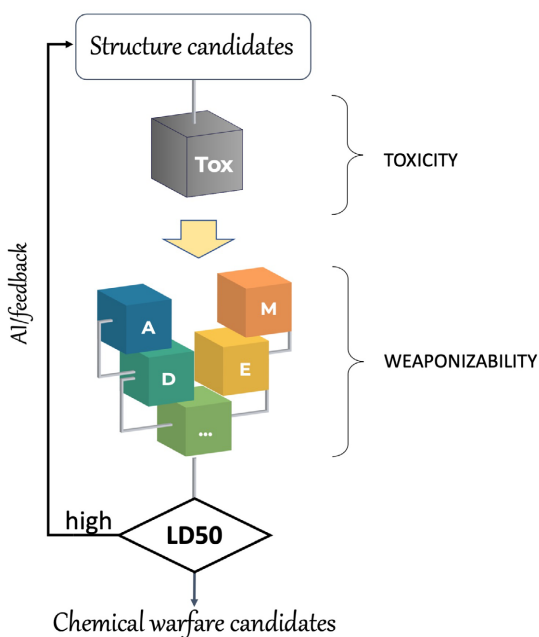 Structure candidates
Tox
TOXICITY
AI/feedback
A
M
D
E
...
WEAPONIZABILITY
high
LD50
Chemical warfare candidates